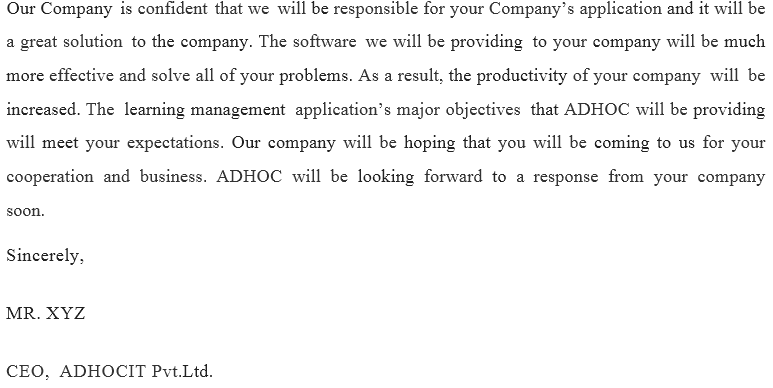 Our Company is confident that we will be responsible for your Company's application and it will be
a great solution to the company. The software we will be providing to your company will be much
more effective and solve all of your problems. As a result, the productivity of your company will be
increased. The learning management application's major objectives that ADHOC will be providing
will meet your expectations. Our company will be hoping that you will be coming to us for your
cooperation and business. ADHOC will be looking forward to a response from your company
soon.
Sincerely,
MR. XYZ
CEO, ADHOCIT Pvt.Ltd.